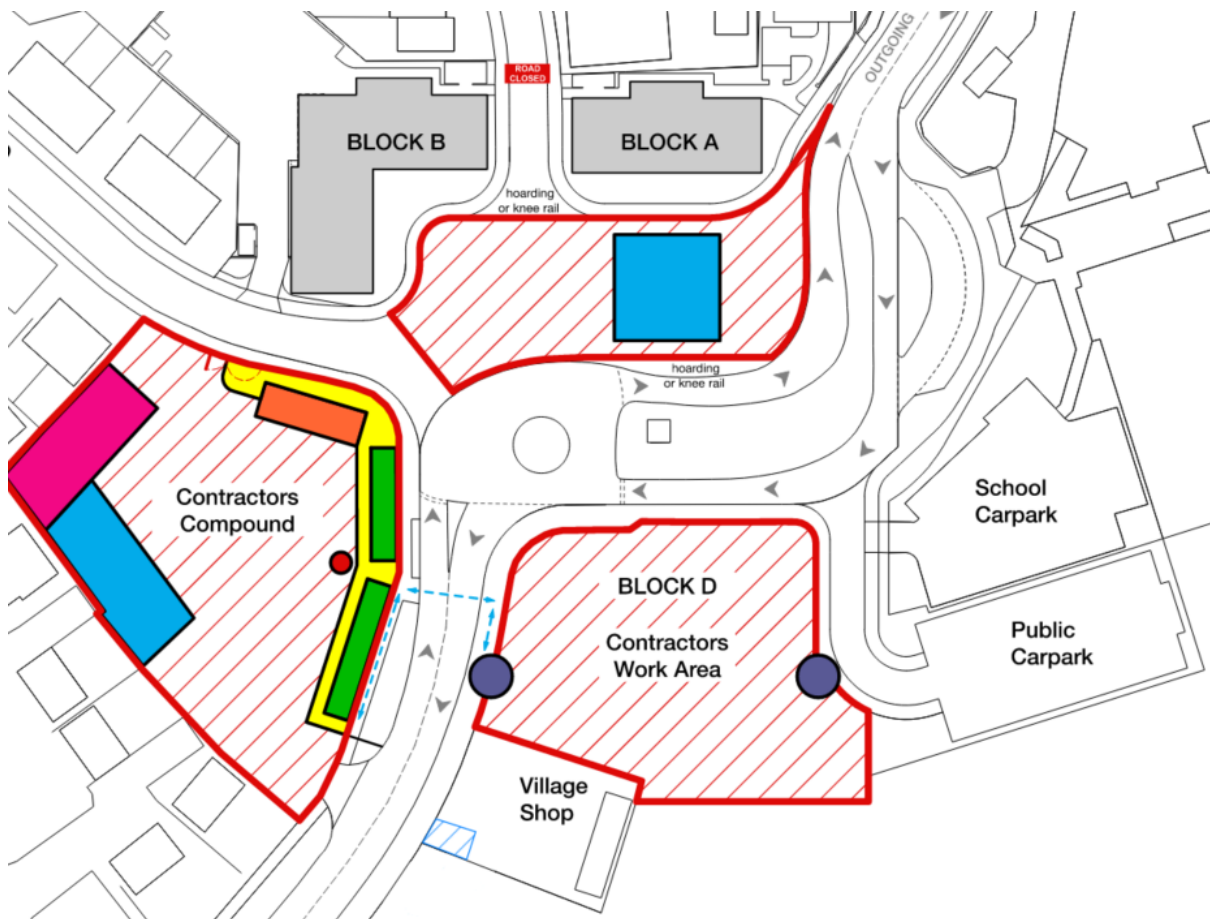 OUTGOING
ROAD
CLOSED
BLOCK B
BLOCK A
hoarding
or knee rail
hoarding
or knee rail
Contractors
Compound
School
Carpark
BLOCK D
Contractors
Work Area
Public
Carpark
Village
Shop